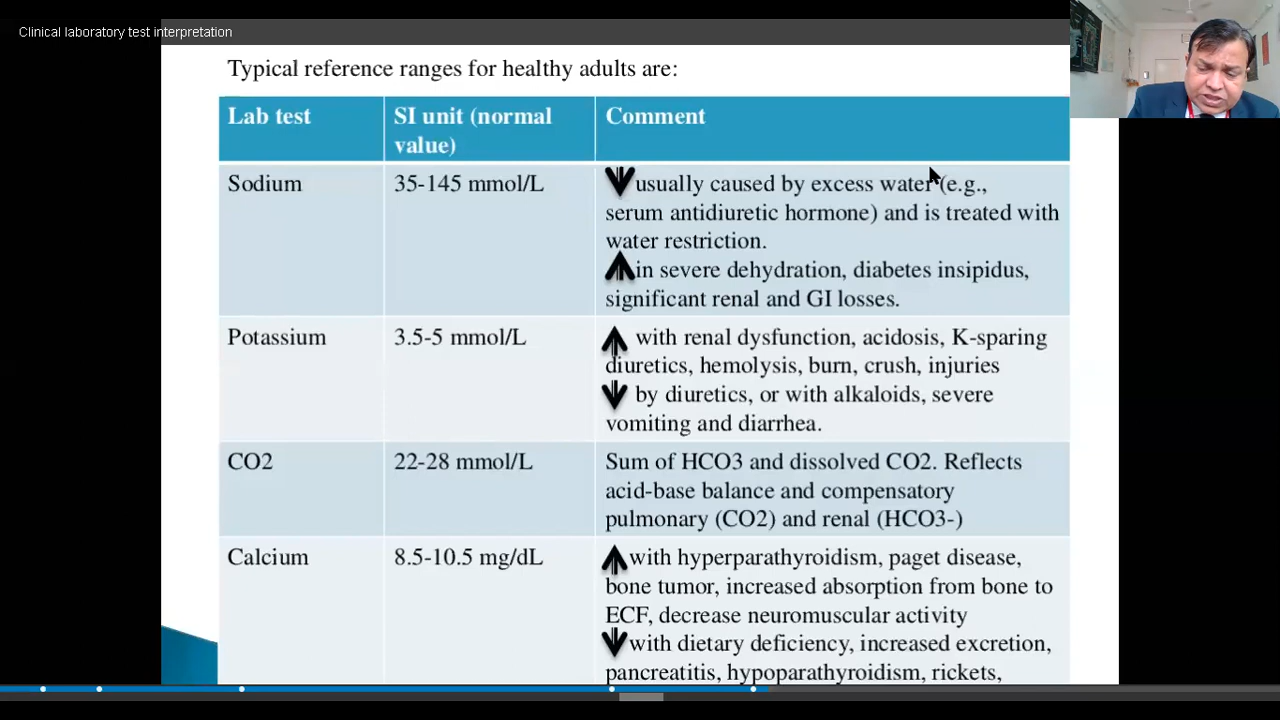 Clinical laboratory test interpretation
Typical reference ranges for healthy adults are:
Lab test
SI unit (normal
value)
Comment
Sodium
35-145 mmol/L
usually caused by excess water (e.g.,
serum antidiuretic hormone) and is treated with
water restriction.
in severe dehydration, diabetes insipidus,
significant renal and GI losses.
Potassium
3.5-5 mmol/L
with renal dysfunction, acidosis, K-sparing
diuretics, hemolysis, burn, crush, injuries
by diuretics, or with alkaloids, severe
vomiting and diarrhea.
CO2
22-28 mmol/L
Sum of HCO3 and dissolved CO2. Reflects
acid-base balance and compensatory
pulmonary (CO2) and renal (HCO3-)
Calcium
8.5-10.5 mg/dL
with hyperparathyroidism, paget disease,
bone tumor, increased absorption from bone to
ECF, decrease neuromuscular activity
with dietary deficiency, increased excretion,
pancreatitis, hypoparathyroidism, rickets,